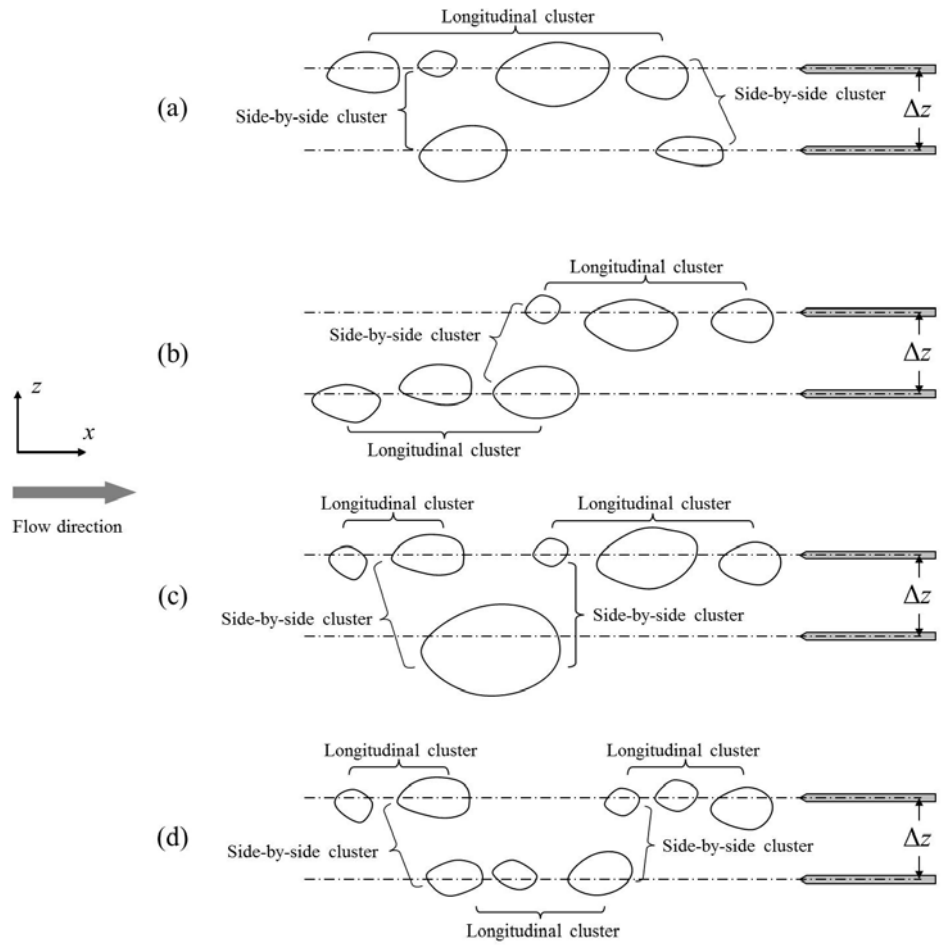 Longitudinal cluster
(a)
Side-by-side cluster
Side-by-side cluster
Δz
Longitudinal cluster
(b)
Side-by-side cluster
Δz
Longitudinal cluster
z
x
Flow direction
Longitudinal cluster
Longitudinal cluster
(c)
Side-by-side cluster
Side-by-side cluster
Δz
Longitudinal cluster
Longitudinal cluster
(d)
Side-by-side cluster
Side-by-side cluster
Δz
Longitudinal cluster